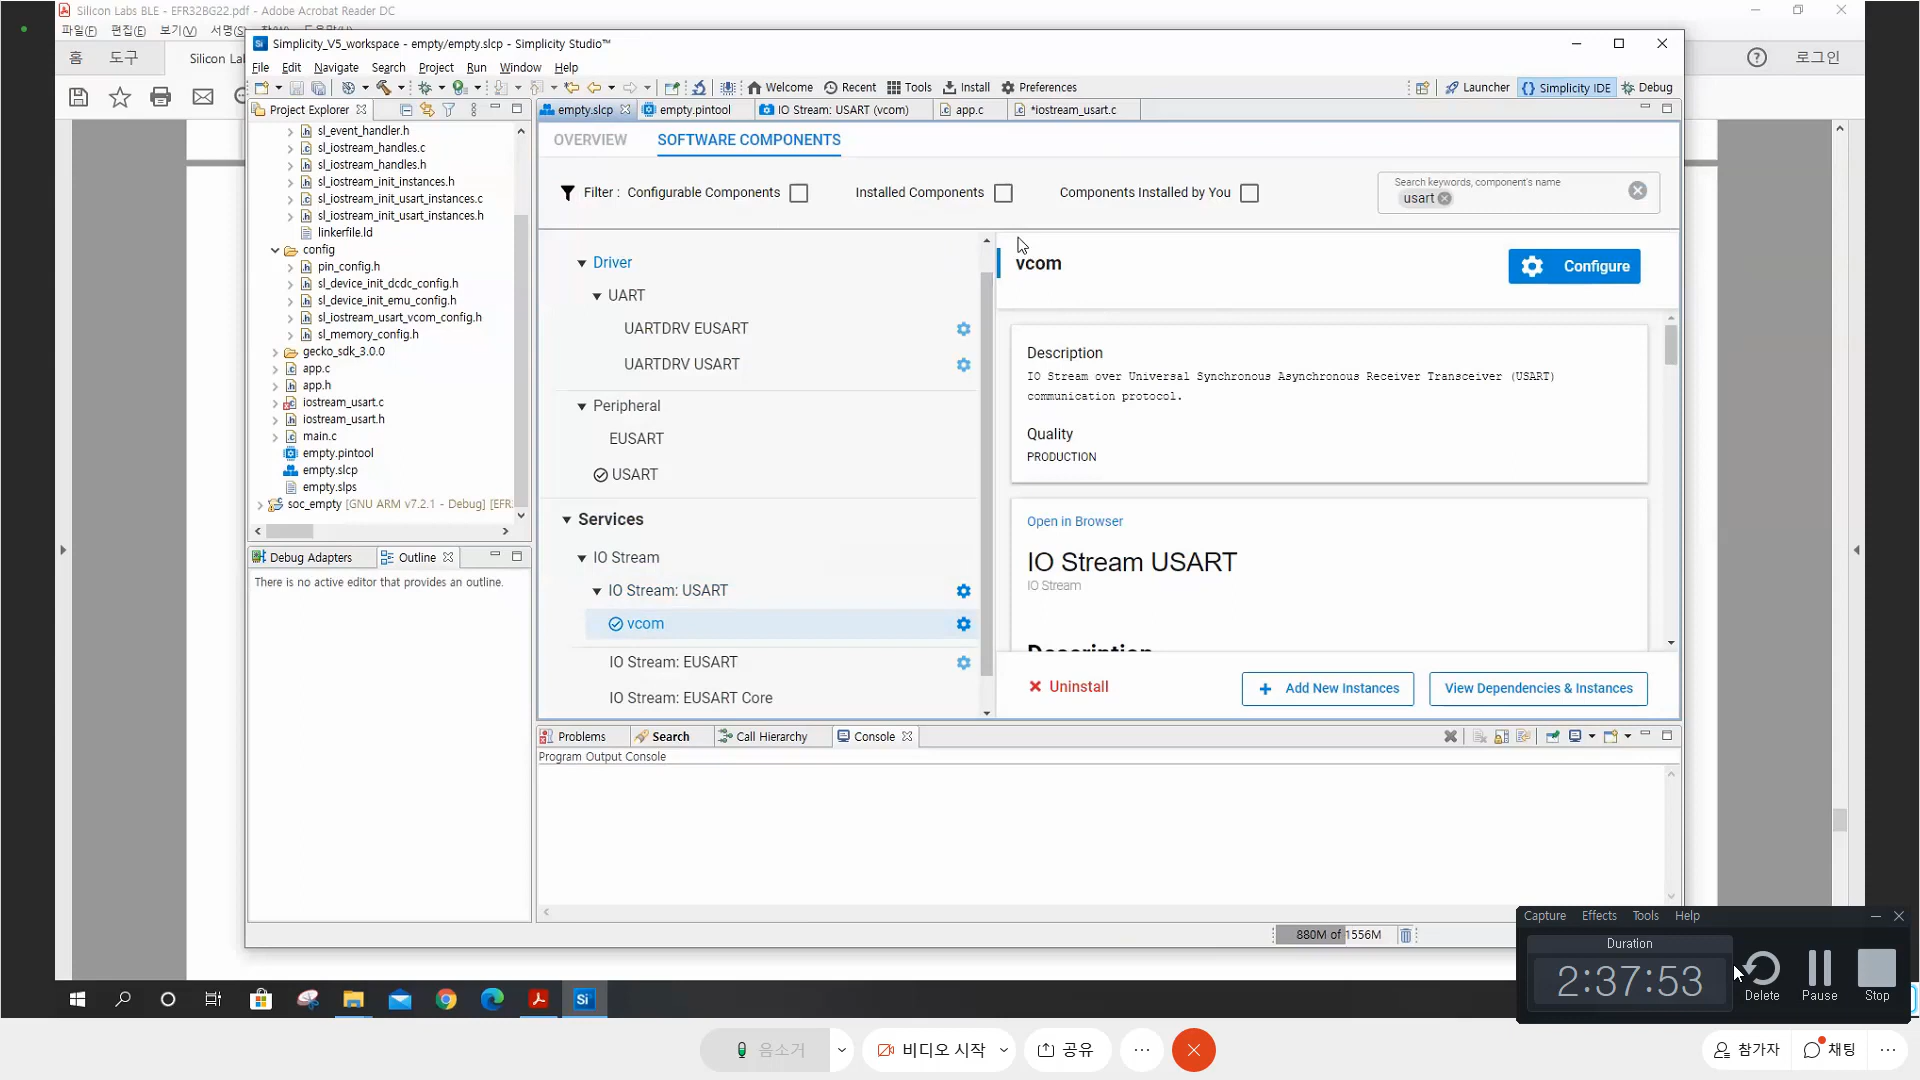 Silicon Labs BLE - EFR32BG22.pdf - Adobe Acrobat Reader DC
파일(F) 편집(E) 보기(V)
홈 도구 Silicon Lab
로그인
Simplicity_V5_workspace - empty/empty.slcp - Simplicity Studio™
File Edit Navigate Search Project Run Window Help
Welcome Recent Tools Install Preferences Launcher Simplicity IDE Debug
Project Explorer
empty.slcp empty.pintool IO Stream: USART (vcom) app.c *iostream_usart.c
sl_event_handler.h
sl_iostream_handles.c
sl_iostream_handles.h
sl_iostream_init_instances.h
sl_iostream_init_usart_instances.c
sl_iostream_init_usart_instances.h
linkerfile.ld
config
pin_config.h
sl_device_init_dcdc_config.h
sl_device_init_emu_config.h
sl_iostream_usart_vcom_config.h
sl_memory_config.h
gecko_sdk_3.0.0
app.c
app.h
iostream_usart.c
iostream_usart.h
main.c
empty.pintool
empty.slcp
empty.slps
soc_empty [GNU ARM v7.2.1 - Debug] [EFR
Debug Adapters Outline
There is no active editor that provides an outline.
OVERVIEW SOFTWARE COMPONENTS
Filter : Configurable Components Installed Components Components Installed by You
Search keywords, component's name
usart
Driver
UART
UARTDRV EUSART
UARTDRV USART
Peripheral
EUSART
USART
Services
IO Stream
IO Stream: USART
vcom
IO Stream: EUSART
IO Stream: EUSART Core
vcom
Configure
Description
IO Stream over Universal Synchronous Asynchronous Receiver Transceiver (USART)
communication protocol.
Quality
PRODUCTION
Open in Browser
IO Stream USART
IO Stream
Description
Uninstall Add New Instances View Dependencies & Instances
Problems Search Call Hierarchy Console
Program Output Console
880M of 1556M
Capture Effects Tools Help
Duration
2:37:53
Delete Pause Stop
Si
음소거 비디오 시작 공유
참가자 채팅